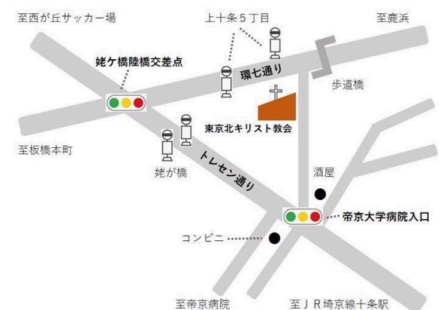 至西が丘サッカー場
上十条５丁目
至鹿浜
姥ケ橋陸橋交差点
環七通り
歩道橋
東京北キリスト教会
至板橋本町
姥が橋
トレセン通り
酒屋
帝京大学病院入口
コンビニ
至帝京病院
至ＪＲ埼京線十条駅